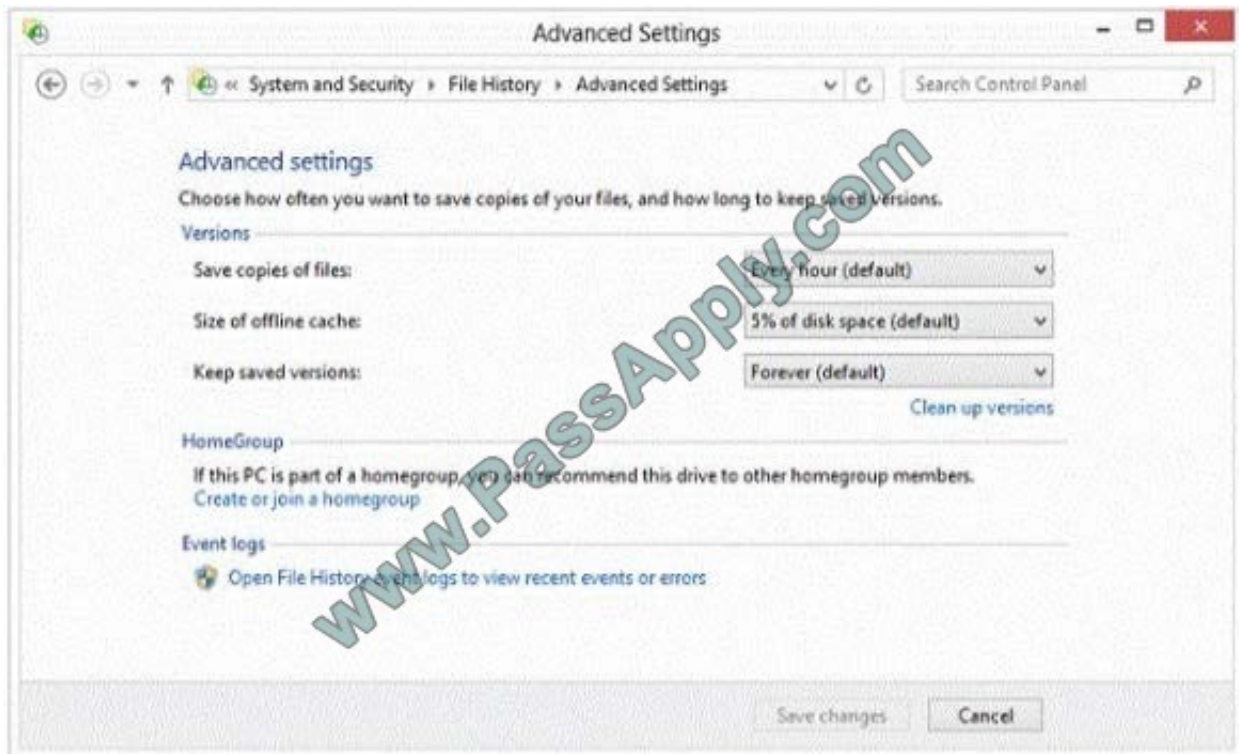 Advanced Settings
« System and Security File History Advanced Settings
Search Control Panel
Advanced settings
Choose how often you want to save copies of your files, and how long to keep saved versions.
Versions
Save copies of files:
Every hour (default)
Size of offline cache:
5% of disk space (default)
Keep saved versions:
Forever (default)
Clean up versions
HomeGroup
If this PC is part of a homegroup, you can recommend this drive to other homegroup members.
Create or join a homegroup
Event logs
Open File History event logs to view recent events or errors
Save changes
Cancel
www.PassApply.com